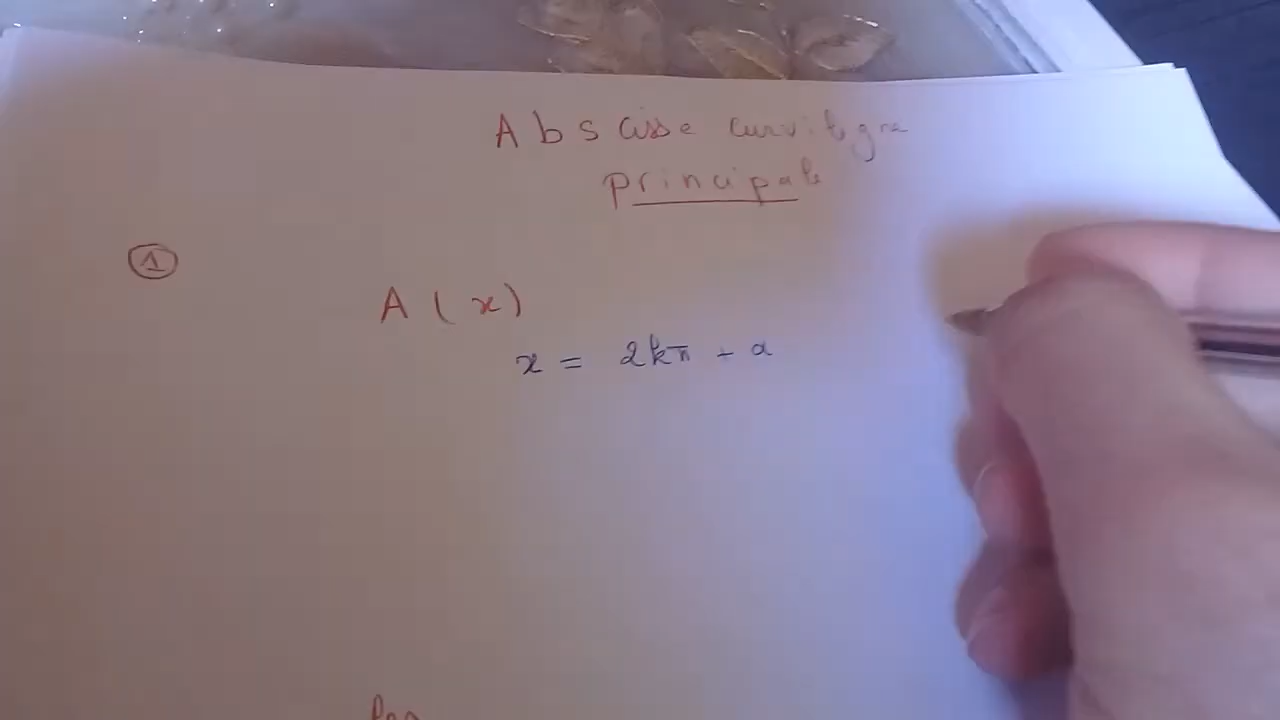 Abscisse curviligne
principale
①
A ( x )
x = 2kπ + α